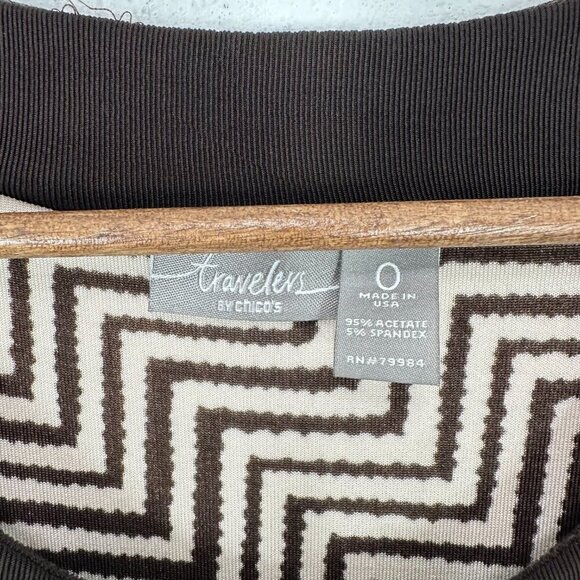 travelers
BY chico's
0
MADE IN
USA
95% ACETATE
5% SPANDEX
RN#79984